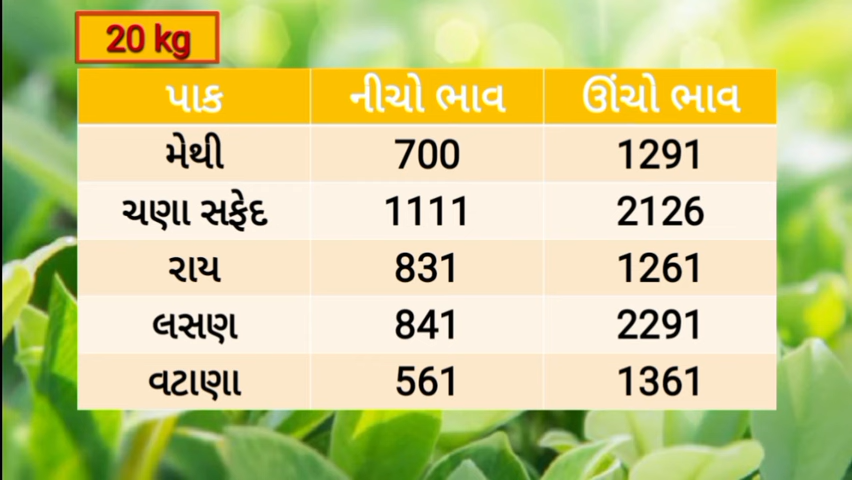 20 kg
પાક નીચો ભાવ ઊંચો ભાવ
મેથી 700 1291
ચણા સફેદ 1111 2126
રાય 831 1261
લસણ 841 2291
વટાણા 561 1361